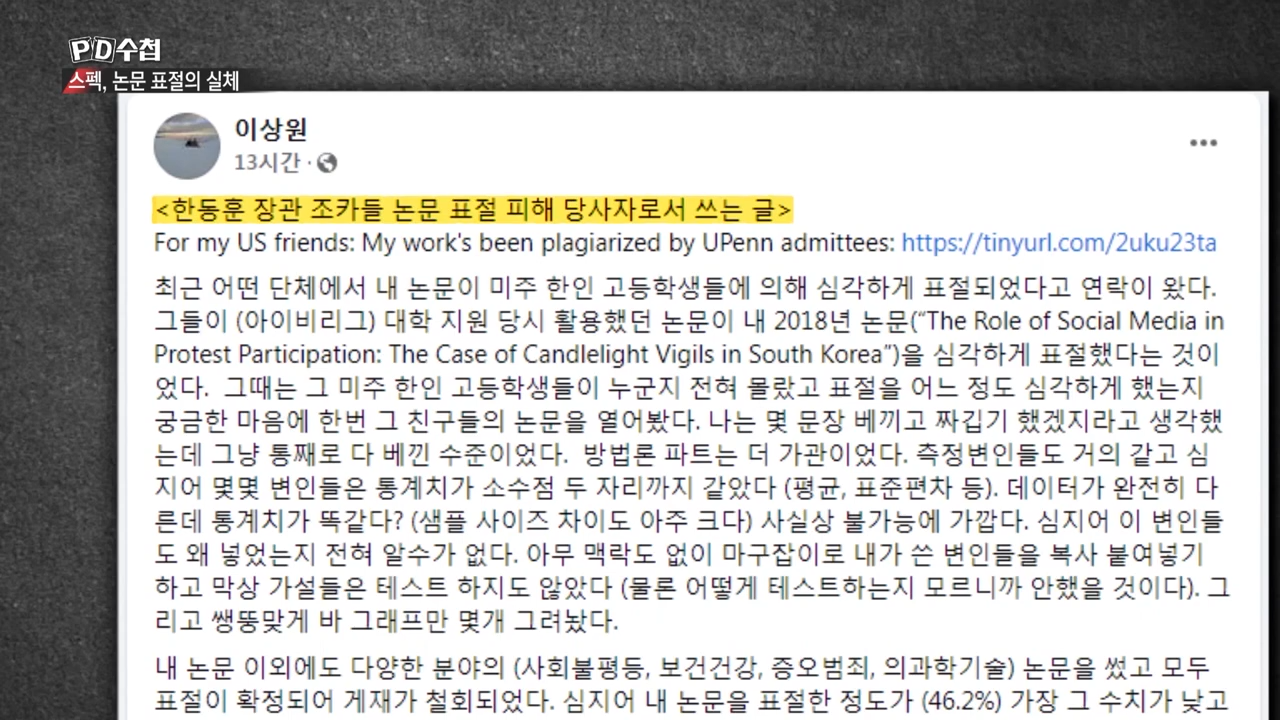 PD수첩
스펙, 논문 표절의 실체
이상원
13시간 ·
<한동훈 장관 조카들 논문 표절 피해 당사자로서 쓰는 글>
For my US friends: My work's been plagiarized by UPenn admittees: https://tinyurl.com/2uku23ta
최근 어떤 단체에서 내 논문이 미주 한인 고등학생들에 의해 심각하게 표절되었다고 연락이 왔다.
그들이 (아이비리그) 대학 지원 당시 활용했던 논문이 내 2018년 논문(“The Role of Social Media in
Protest Participation: The Case of Candlelight Vigils in South Korea”)을 심각하게 표절했다는 것이
었다. 그때는 그 미주 한인 고등학생들이 누군지 전혀 몰랐고 표절을 어느 정도 심각하게 했는지
궁금한 마음에 한번 그 친구들의 논문을 열어봤다. 나는 몇 문장 베끼고 짜깁기 했겠지라고 생각했
는데 그냥 통째로 다 베낀 수준이었다. 방법론 파트는 더 가관이었다. 측정변인들도 거의 같고 심
지어 몇몇 변인들은 통계치가 소수점 두 자리까지 같았다 (평균, 표준편차 등). 데이터가 완전히 다
른데 통계치가 똑같다? (샘플 사이즈 차이도 아주 크다) 사실상 불가능에 가깝다. 심지어 이 변인들
도 왜 넣었는지 전혀 알수가 없다. 아무 맥락도 없이 마구잡이로 내가 쓴 변인들을 복사 붙여넣기
하고 막상 가설들은 테스트 하지도 않았다 (물론 어떻게 테스트하는지 모르니까 안했을 것이다). 그
리고 쌩뚱맞게 바 그래프만 몇개 그려놨다.
내 논문 이외에도 다양한 분야의 (사회불평등, 보건건강, 증오범죄, 의과학기술) 논문을 썼고 모두
표절이 확정되어 게재가 철회되었다. 심지어 내 논문을 표절한 정도가 (46.2%) 가장 그 수치가 낮고